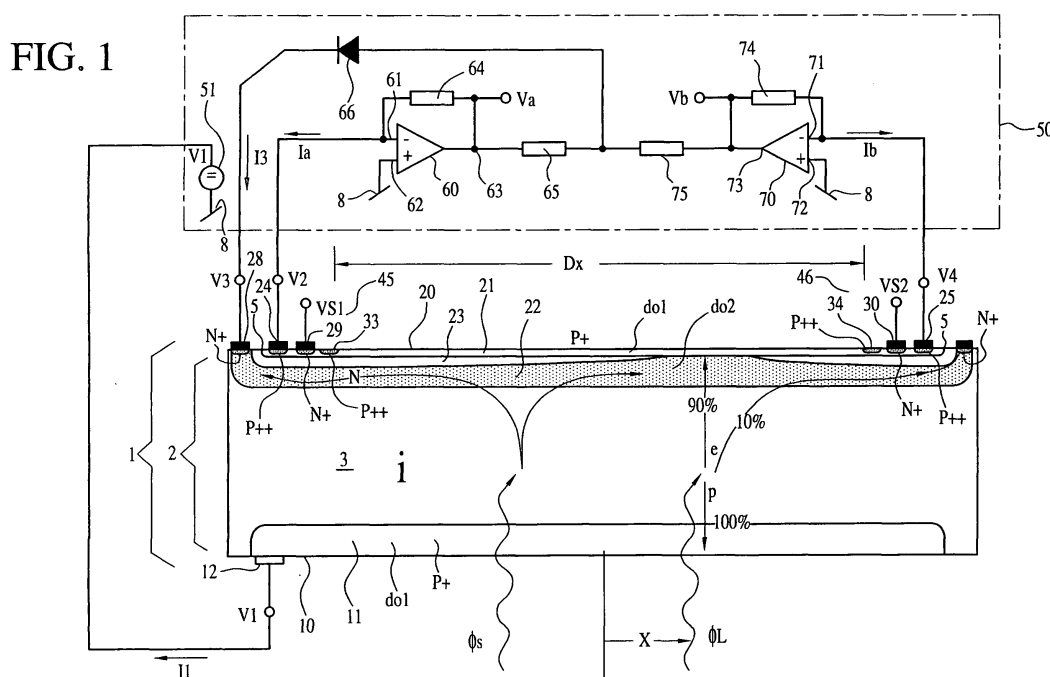 FIG. 1
50
51
V1
=
8
I3
66
Ia
61
64
Va
-
+
60
8
62
63
65
Vb
74
71
-
+
Ib
75
73
70
72
8
Dx
V3
28
24
V2
45
VS1
46
VS2
V4
N+
5
29
33
20
21
23
22
P+
do1
do2
P++
34
30
25
5
N+
N
P++
N+
P++
N+
P++
90%
10%
1
2
3
i
e
p
100%
12
10
11
do1
P+
V1
ϕs
X
ϕL
I1